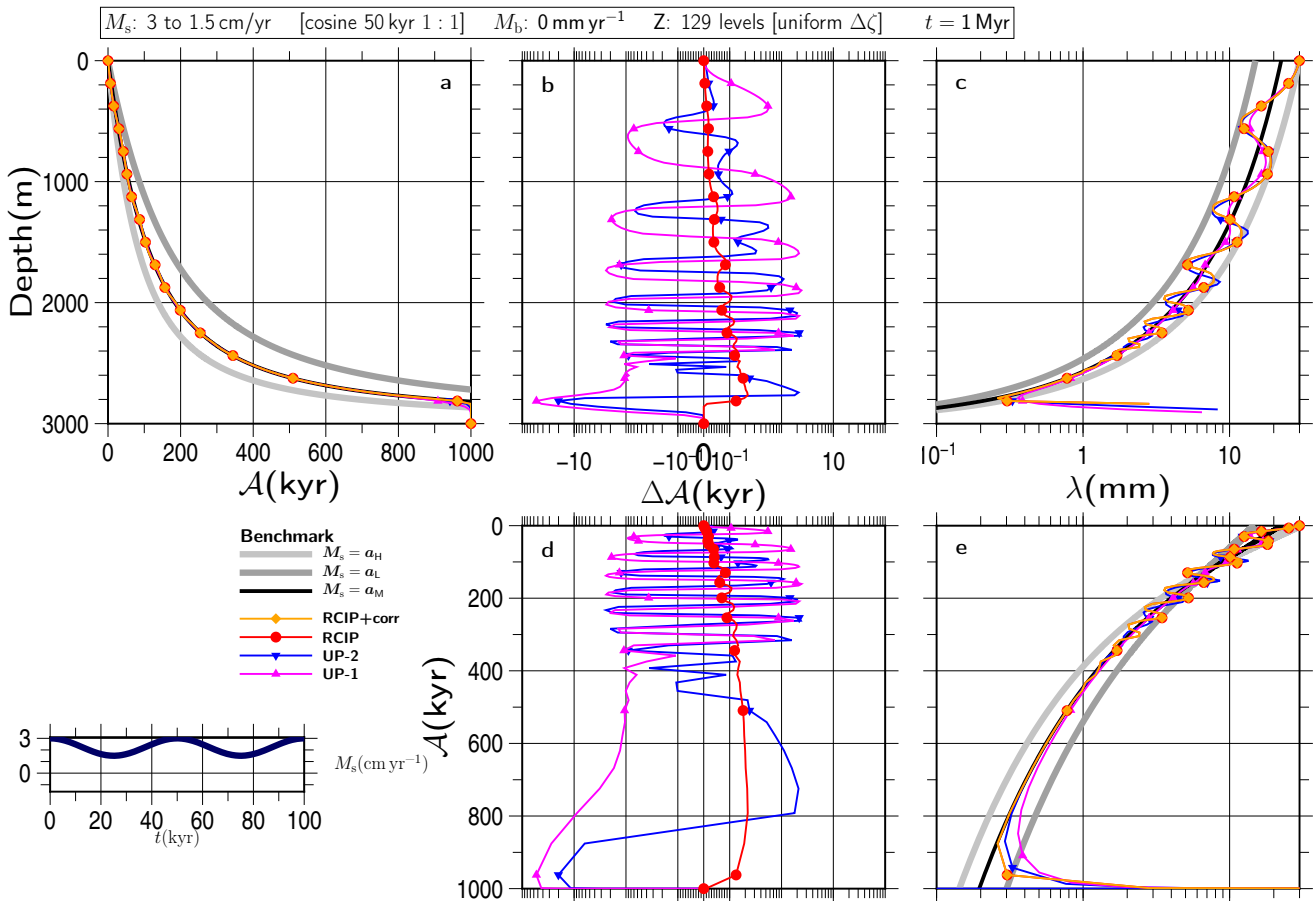 Mₛ: 3 to 1.5 cm/yr [cosine 50 kyr 1 : 1] M_b: 0 mm yr⁻¹ Z: 129 levels [uniform Δζ] t = 1 Myr
a b c
0 1000 2000 3000
Depth(m)
0 200 400 600 800 1000
𝒜(kyr)
−10 −10⁻¹ 0 10⁻¹ 10
Δ𝒜(kyr)
10⁻¹ 1 10
λ(mm)
Benchmark
Mₛ = a_H
Mₛ = a_L
Mₛ = a_M
RCIP+corr
RCIP
UP-2
UP-1
3
0
Mₛ(cm yr⁻¹)
0 20 40 60 80 100
t(kyr)
d e
0 200 400 600 800 1000
𝒜(kyr)